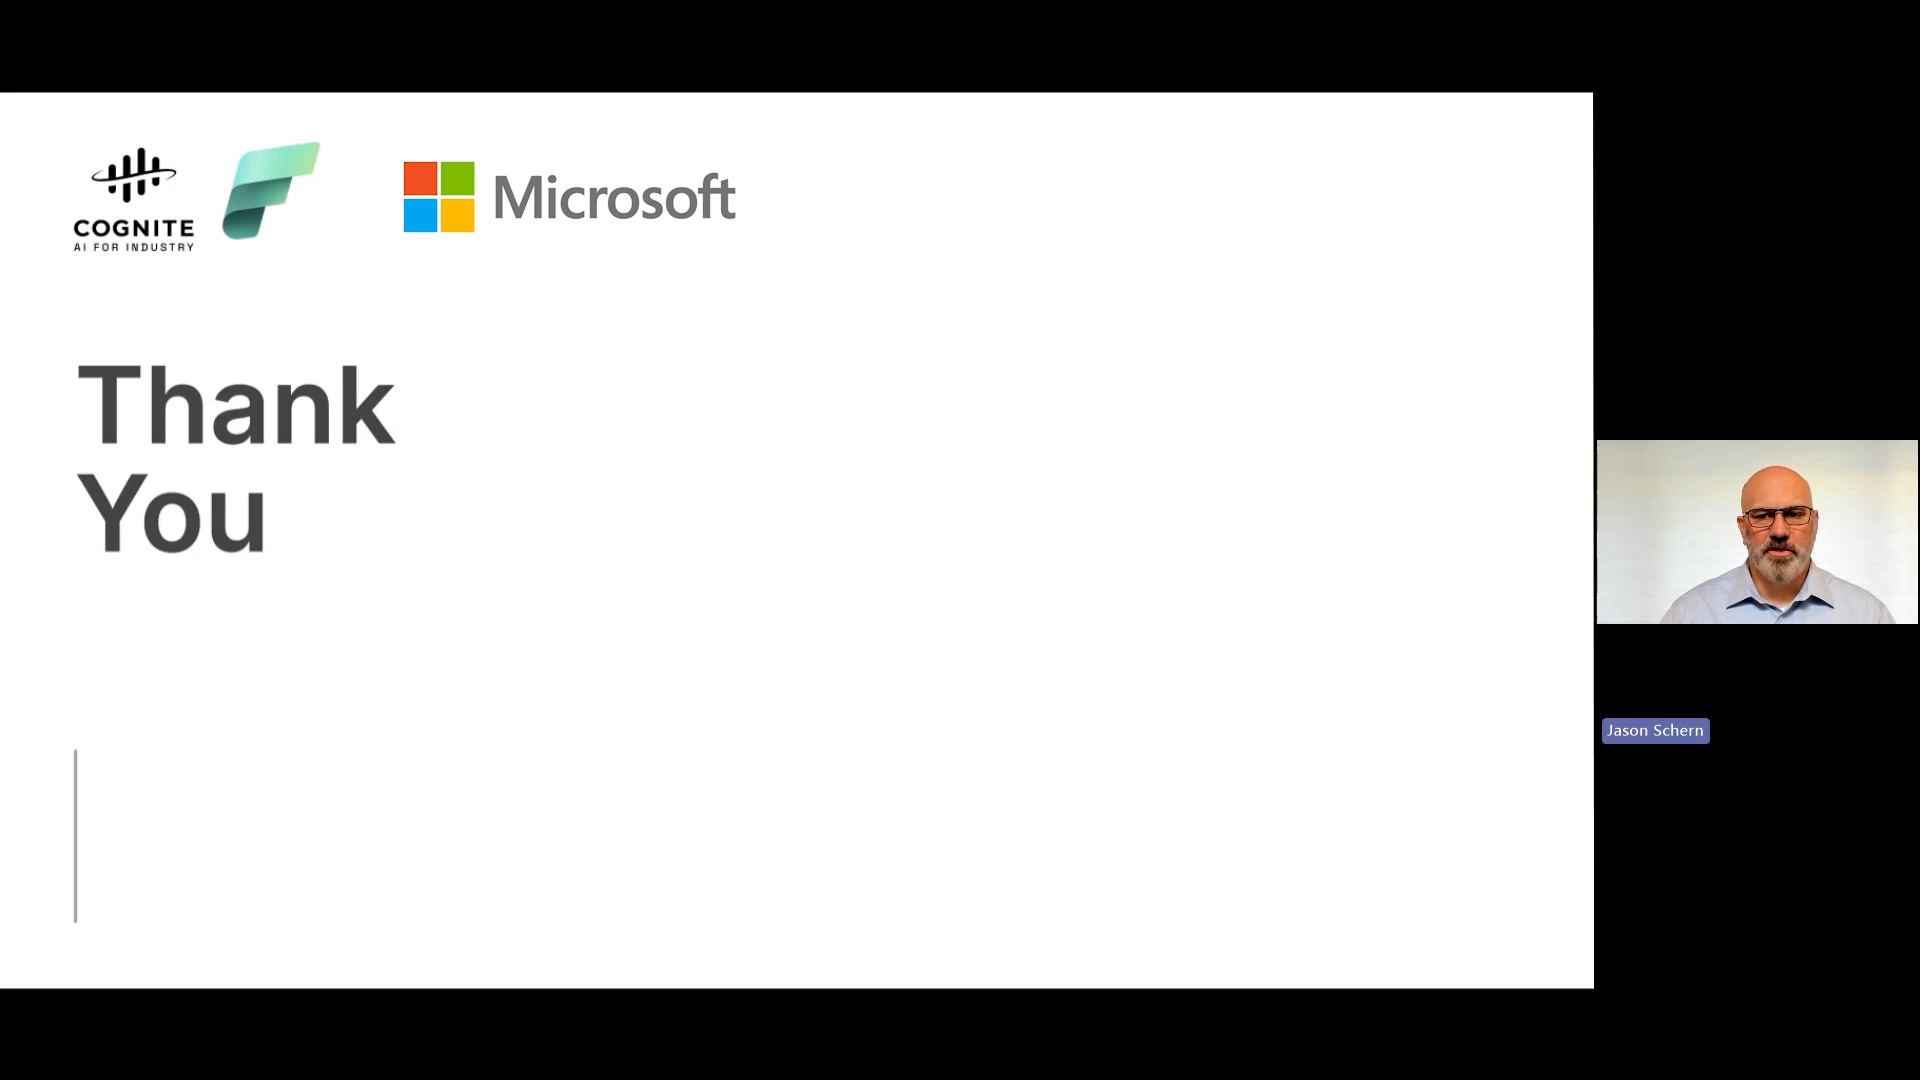 COGNITE
AI FOR INDUSTRY
Microsoft
Thank
You
Jason Schern